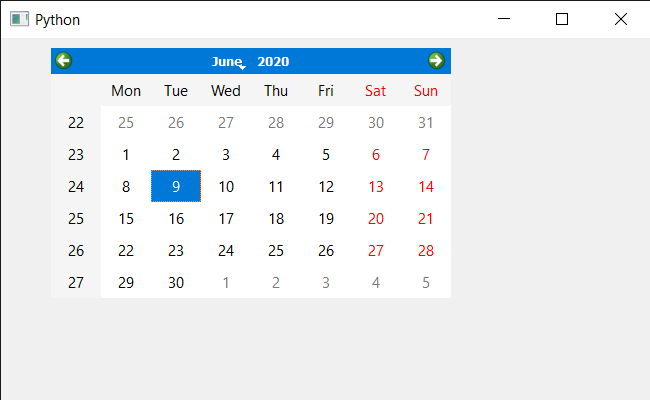 Python
June 2020
Mon Tue Wed Thu Fri Sat Sun
22 25 26 27 28 29 30 31
23 1 2 3 4 5 6 7
24 8 9 10 11 12 13 14
25 15 16 17 18 19 20 21
26 22 23 24 25 26 27 28
27 29 30 1 2 3 4 5